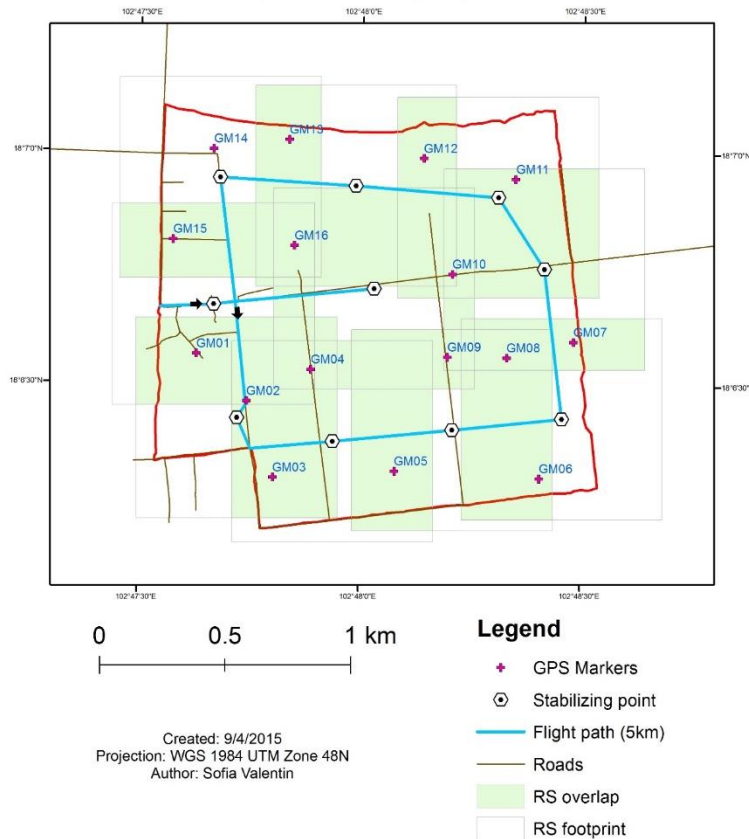 102°47'30"E 102°48'0"E 102°48'30"E
GM13
GM14
18°7'0"N
GM12
18°7'0"N
GM11
GM15
GM16
GM10
GM07
GM01
GM09
GM08
GM04
18°6'30"N
18°6'30"N
GM02
GM03
GM05
GM06
102°47'30"E 102°48'0"E 102°48'30"E
0 0.5 1 km
Legend
GPS Markers
Stabilizing point
Flight path (5km)
Roads
RS overlap
RS footprint
Created: 9/4/2015
Projection: WGS 1984 UTM Zone 48N
Author: Sofia Valentin